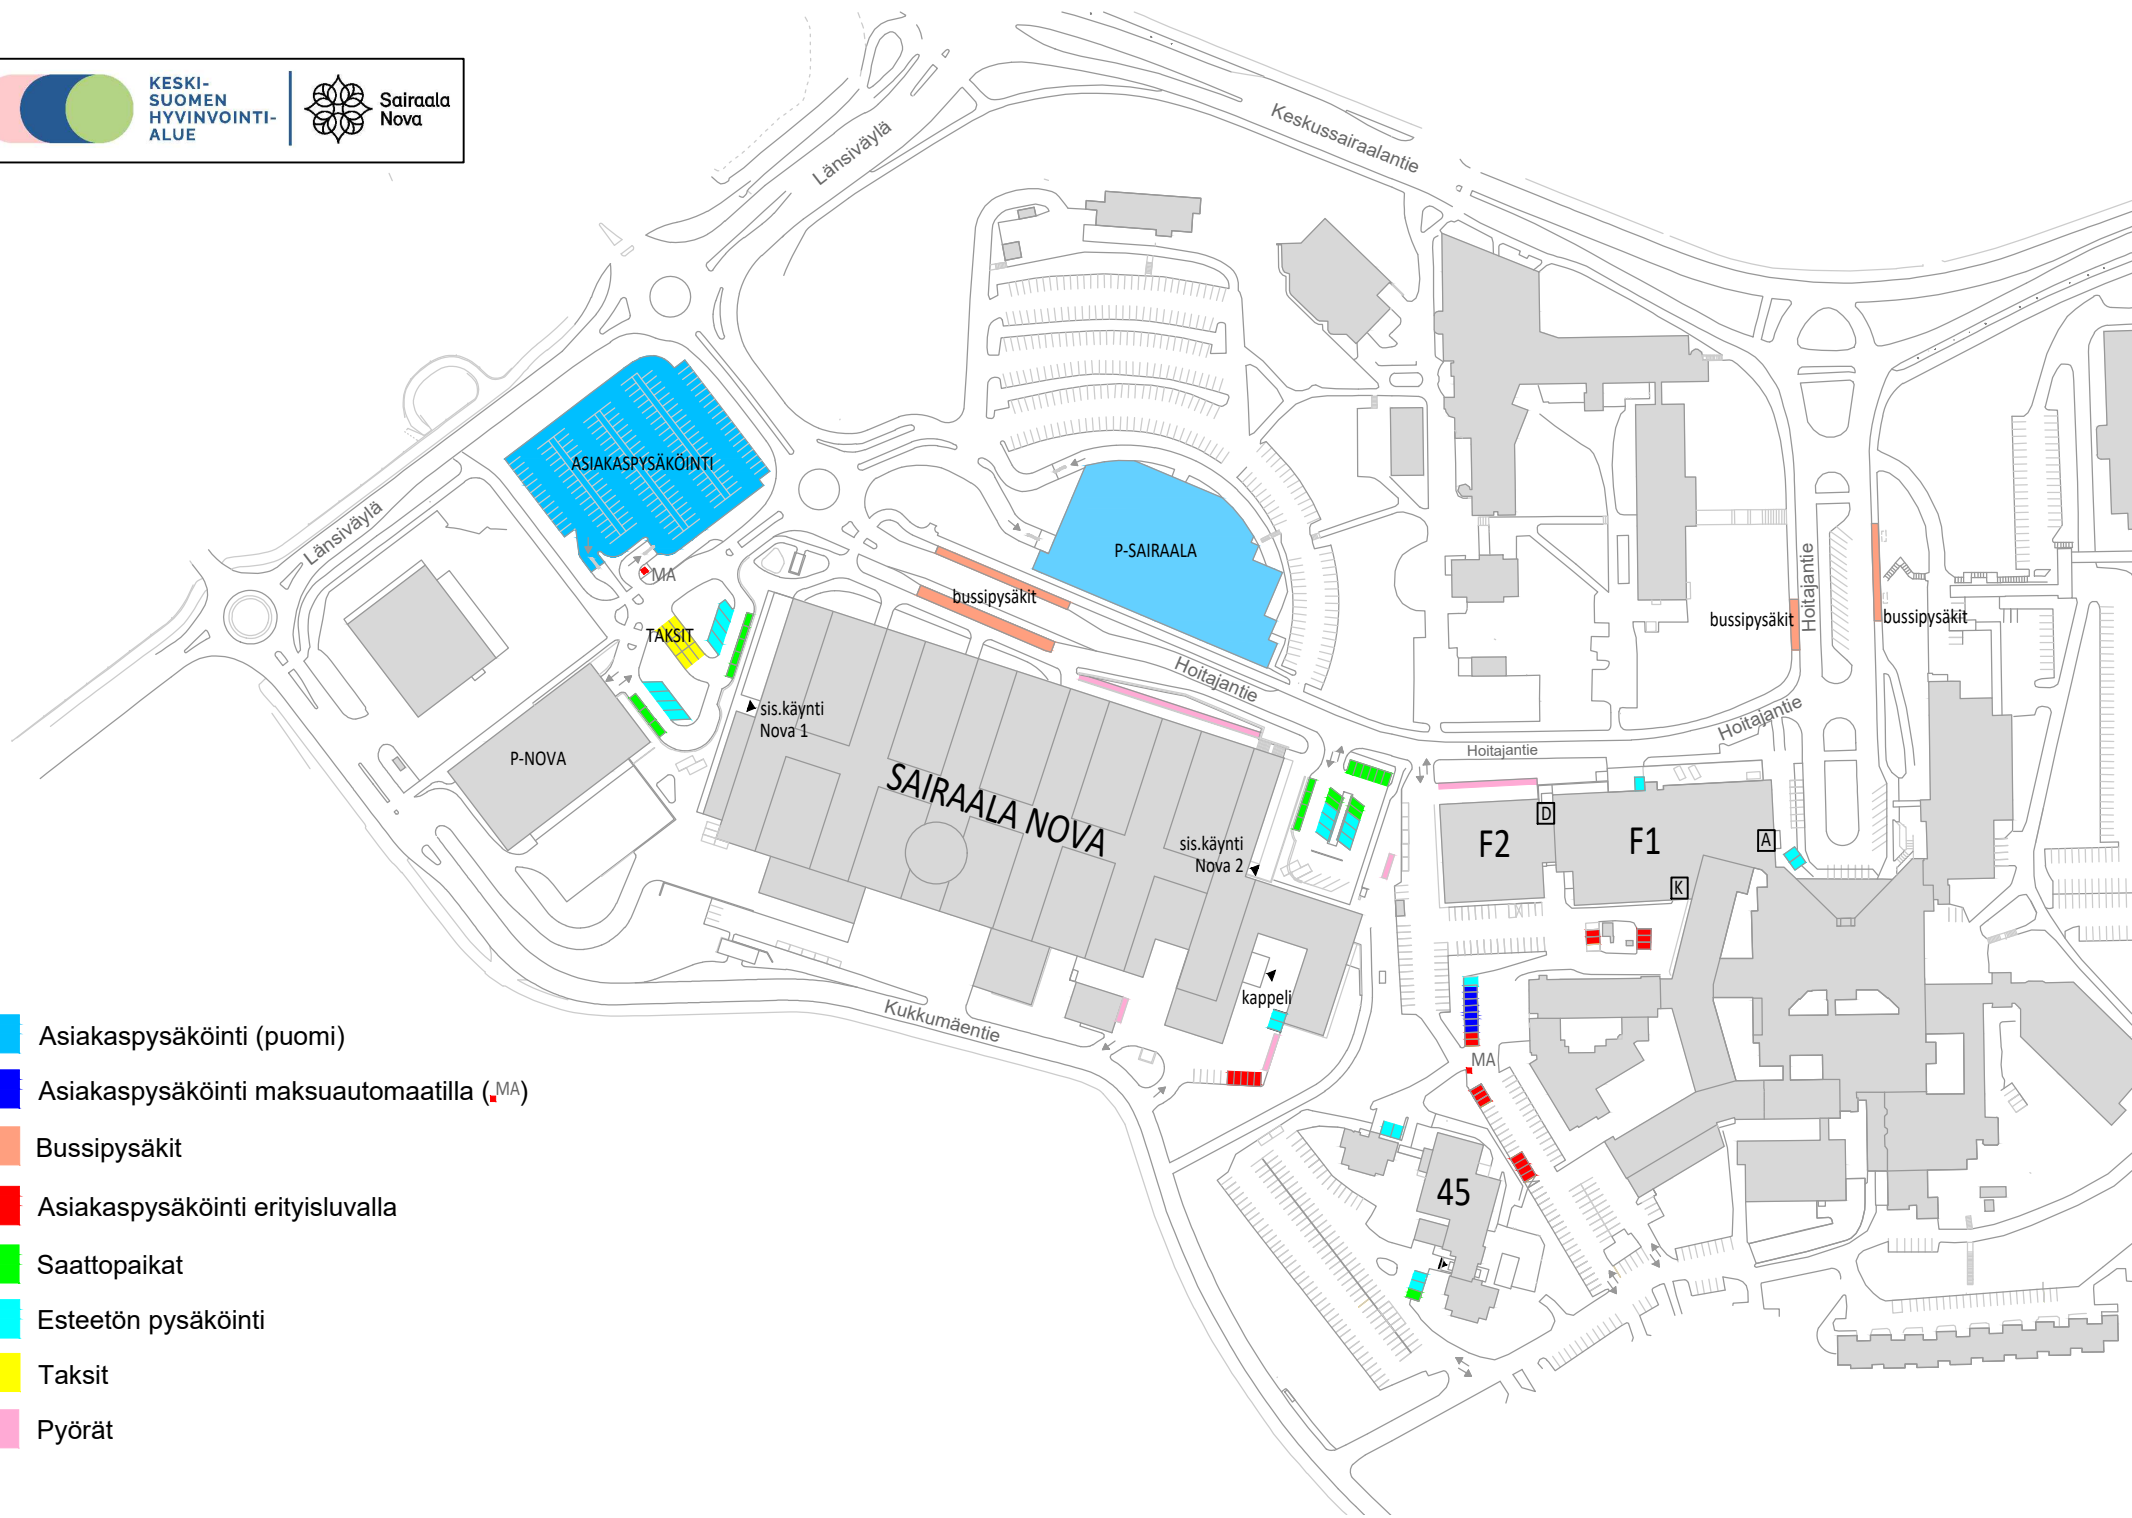 KESKI-
SUOMEN
HYVINVOINTI-
ALUE
Sairaala
Nova
Länsiväylä
Keskussairaalantie
ASIAKASPYSÄKÖINTI
Länsiväylä
P-SAIRAALA
MA
bussipysäkit
Hoitajantie
bussipysäkit
bussipysäkit
TAKSIT
Hoitajantie
sis.käynti
Nova 1
Hoitajantie
Hoitajantie
P-NOVA
SAIRAALA NOVA
D
F2
F1
A
sis.käynti
Nova 2
K
kappeli
Kukkumäentie
MA
45
Asiakaspysäköinti (puomi)
Asiakaspysäköinti maksuautomaatilla (MA)
Bussipysäkit
Asiakaspysäköinti erityisluvalla
Saattopaikat
Esteetön pysäköinti
Taksit
Pyörät